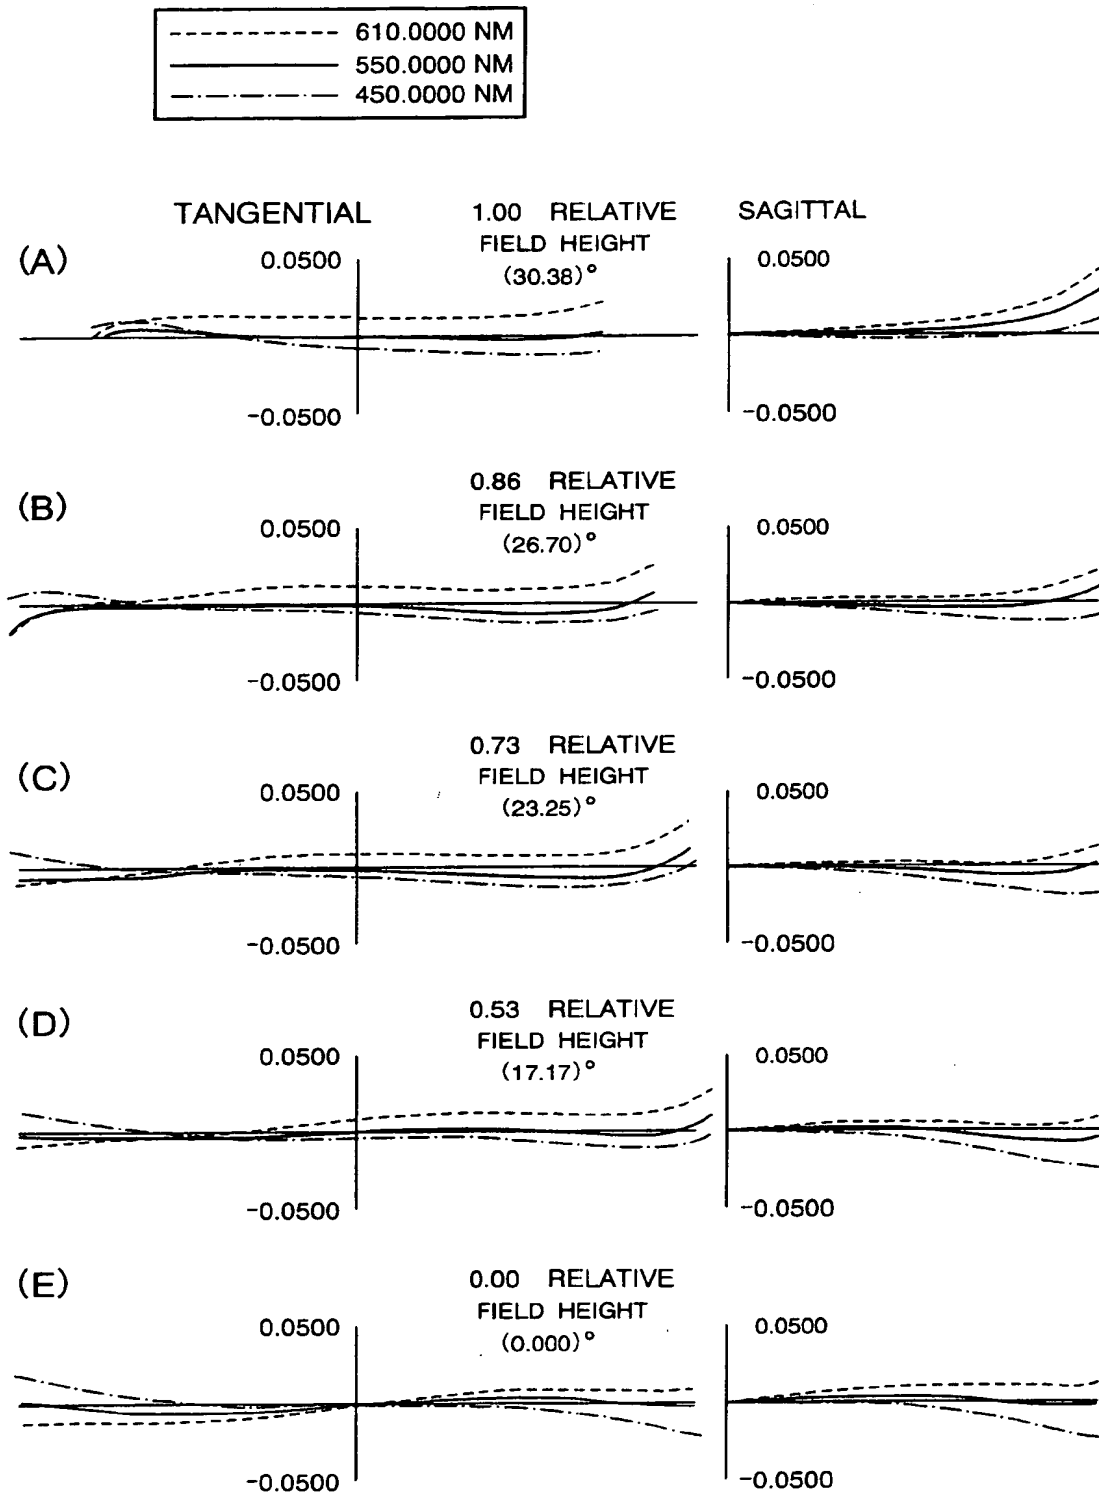 610.0000 NM
550.0000 NM
450.0000 NM
TANGENTIAL
1.00 RELATIVE
FIELD HEIGHT
(30.38)°
SAGITTAL
(A)
0.0500
-0.0500
0.0500
-0.0500
(B)
0.86 RELATIVE
FIELD HEIGHT
(26.70)°
0.0500
-0.0500
0.0500
-0.0500
(C)
0.73 RELATIVE
FIELD HEIGHT
(23.25)°
0.0500
-0.0500
0.0500
-0.0500
(D)
0.53 RELATIVE
FIELD HEIGHT
(17.17)°
0.0500
-0.0500
0.0500
-0.0500
(E)
0.00 RELATIVE
FIELD HEIGHT
(0.000)°
0.0500
-0.0500
0.0500
-0.0500